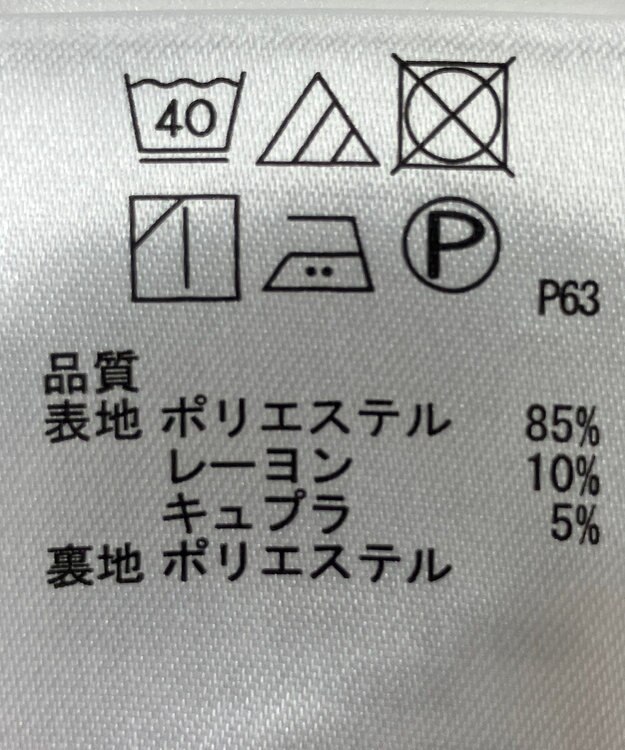 40
P
P63
品質
表地 ポリエステル 85%
レーヨン 10%
キュプラ 5%
裏地 ポリエステル